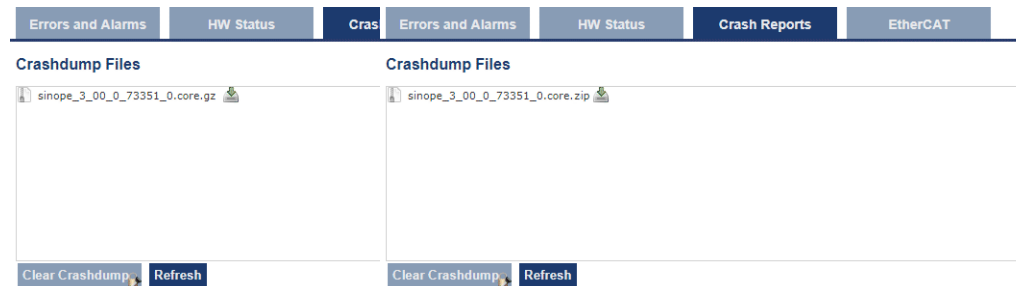 Errors and Alarms HW Status Cras
Crashdump Files
sinope_3_00_0_73351_0.core.gz
Clear Crashdump Refresh
Errors and Alarms HW Status Crash Reports EtherCAT
Crashdump Files
sinope_3_00_0_73351_0.core.zip
Clear Crashdump Refresh